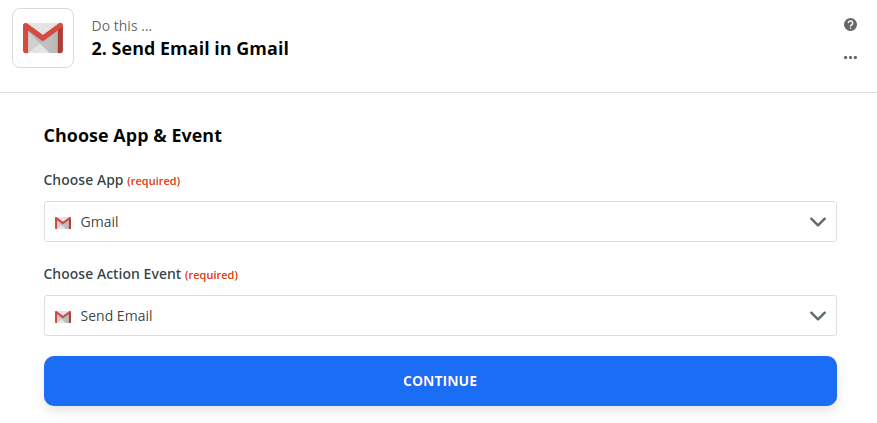 Do this ...
2. Send Email in Gmail
Choose App & Event
Choose App (required)
Gmail
Choose Action Event (required)
Send Email
CONTINUE